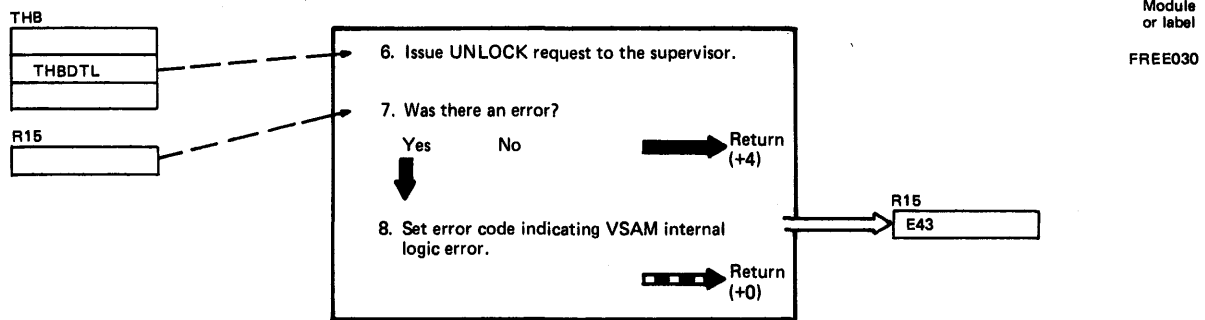 THB
THBDTL
R15
6. Issue UNLOCK request to the supervisor.
7. Was there an error?
Yes No
Return
(+4)
8. Set error code indicating VSAM internal
logic error.
Return
(+0)
R15
E43
Module
or label
FREE030